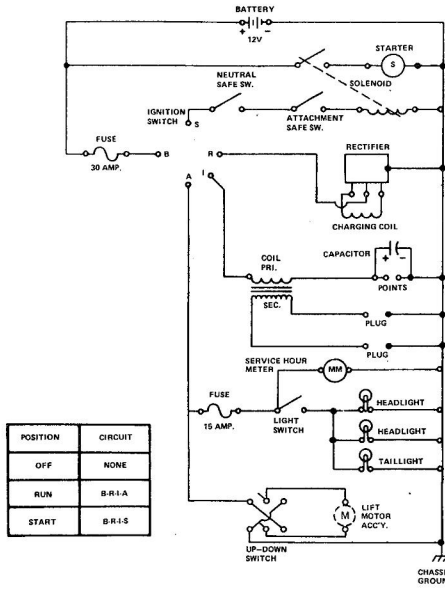 BATTERY
+ −
12V
STARTER
S
NEUTRAL
SAFE SW.
SOLENOID
IGNITION
SWITCH
S
ATTACHMENT
SAFE SW.
FUSE
30 AMP.
B
R
I
A
RECTIFIER
CHARGING COIL
COIL
PRI.
SEC.
CAPACITOR
+ −
POINTS
PLUG
PLUG
SERVICE HOUR
METER
MM
FUSE
15 AMP.
LIGHT
SWITCH
HEADLIGHT
HEADLIGHT
TAILLIGHT
POSITION CIRCUIT
OFF NONE
RUN B-R-I-A
START B-R-I-S
M
LIFT
MOTOR
ACC'Y.
UP-DOWN
SWITCH
CHASSI
GROUN